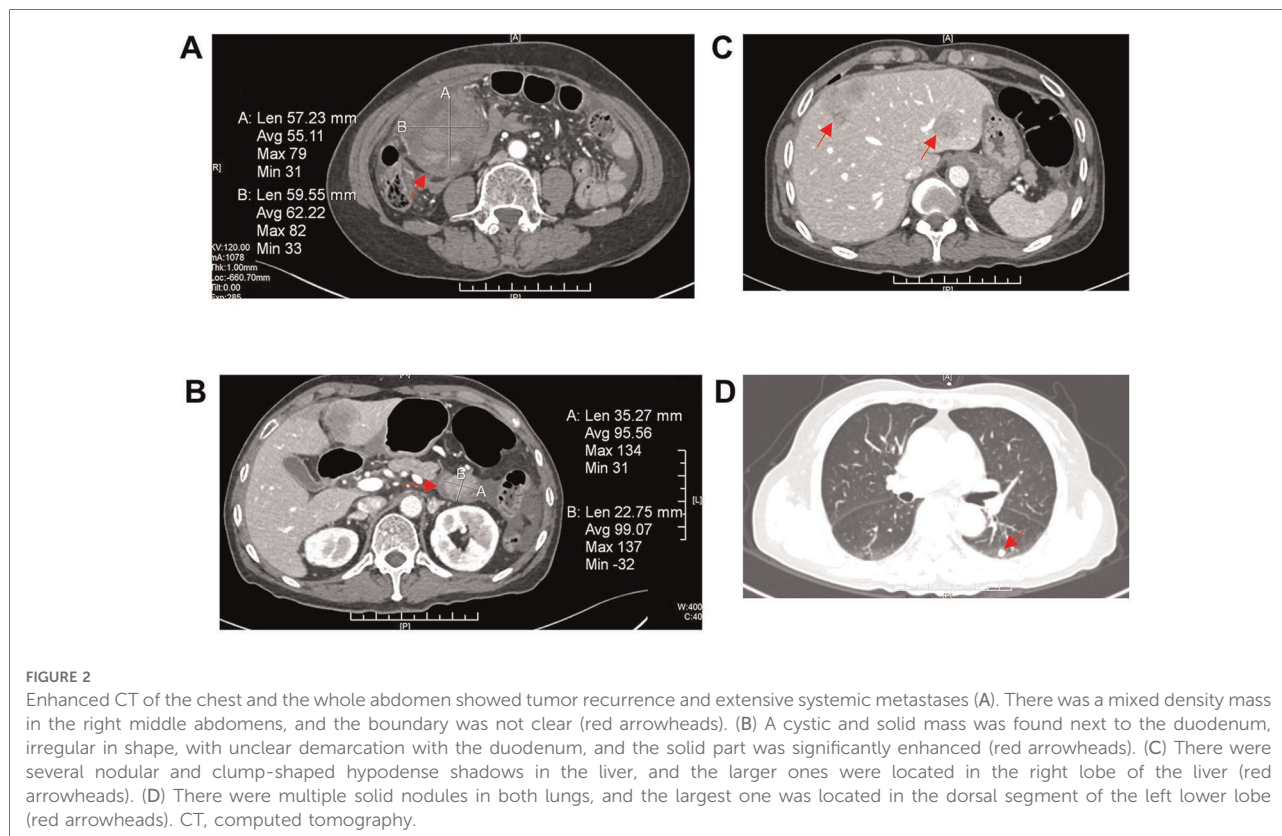 A
[A]
A
B
A: Len 57.23 mm
Avg 55.11
Max 79
Min 31
[R]
B: Len 59.55 mm
Avg 62.22
Max 82
Min 33
KV:120.00
mA:1078
Thk:1.00mm
Loc:-660.70mm
Tilt:0.00
Exp:285
[P]
C
[A]
[P]
B
B
A
A: Len 35.27 mm
Avg 95.56
Max 134
Min 31
[L]
B: Len 22.75 mm
Avg 99.07
Max 137
Min -32
W:400
C:40
[P]
D
[A]
FIGURE 2
Enhanced CT of the chest and the whole abdomen showed tumor recurrence and extensive systemic metastases (A). There was a mixed density mass
in the right middle abdomens, and the boundary was not clear (red arrowheads). (B) A cystic and solid mass was found next to the duodenum,
irregular in shape, with unclear demarcation with the duodenum, and the solid part was significantly enhanced (red arrowheads). (C) There were
several nodular and clump-shaped hypodense shadows in the liver, and the larger ones were located in the right lobe of the liver (red
arrowheads). (D) There were multiple solid nodules in both lungs, and the largest one was located in the dorsal segment of the left lower lobe
(red arrowheads). CT, computed tomography.